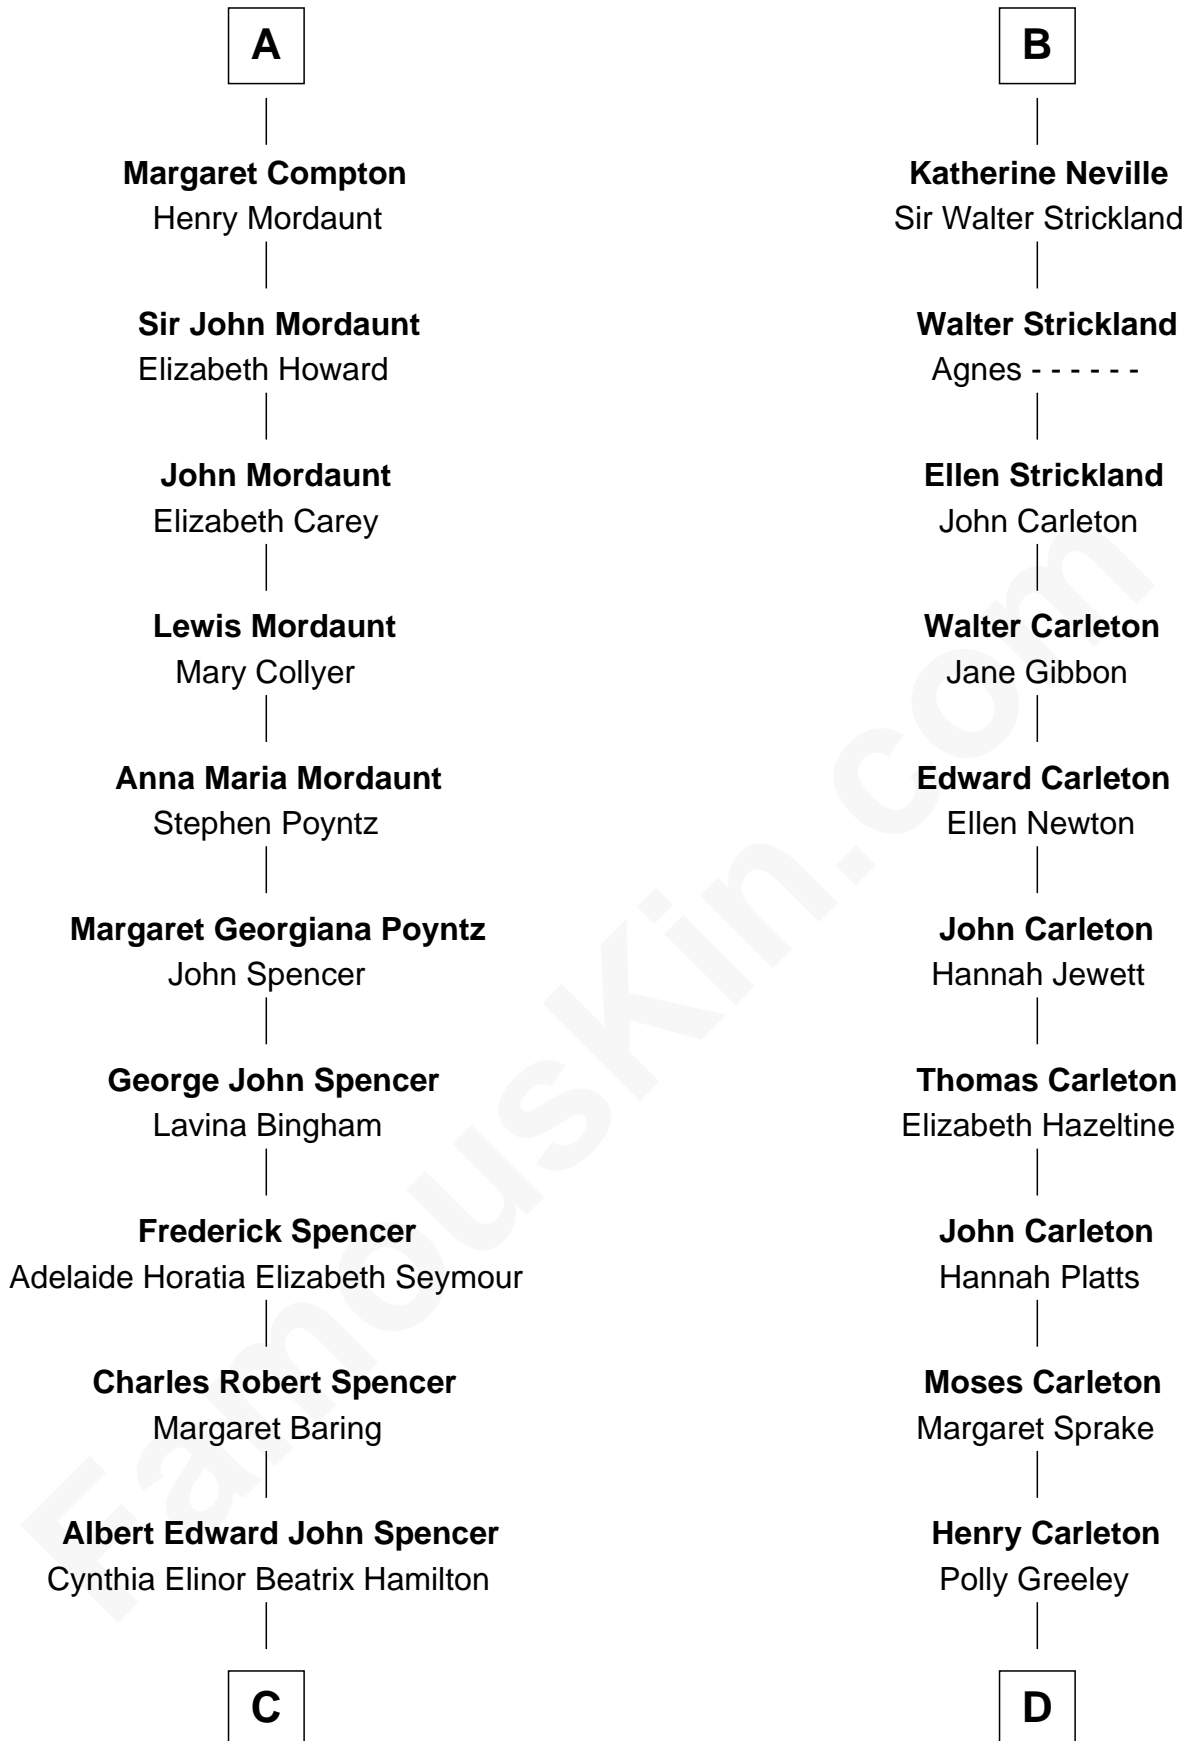 A
Margaret Compton
Henry Mordaunt
Sir John Mordaunt
Elizabeth Howard
John Mordaunt
Elizabeth Carey
Lewis Mordaunt
Mary Collyer
Anna Maria Mordaunt
Stephen Poyntz
Margaret Georgiana Poyntz
John Spencer
George John Spencer
Lavina Bingham
Frederick Spencer
Adelaide Horatia Elizabeth Seymour
Charles Robert Spencer
Margaret Baring
Albert Edward John Spencer
Cynthia Elinor Beatrix Hamilton
C
B
Katherine Neville
Sir Walter Strickland
Walter Strickland
Agnes - - - - - -
Ellen Strickland
John Carleton
Walter Carleton
Jane Gibbon
Edward Carleton
Ellen Newton
John Carleton
Hannah Jewett
Thomas Carleton
Elizabeth Hazeltine
John Carleton
Hannah Platts
Moses Carleton
Margaret Sprake
Henry Carleton
Polly Greeley
D
FamousKin.com